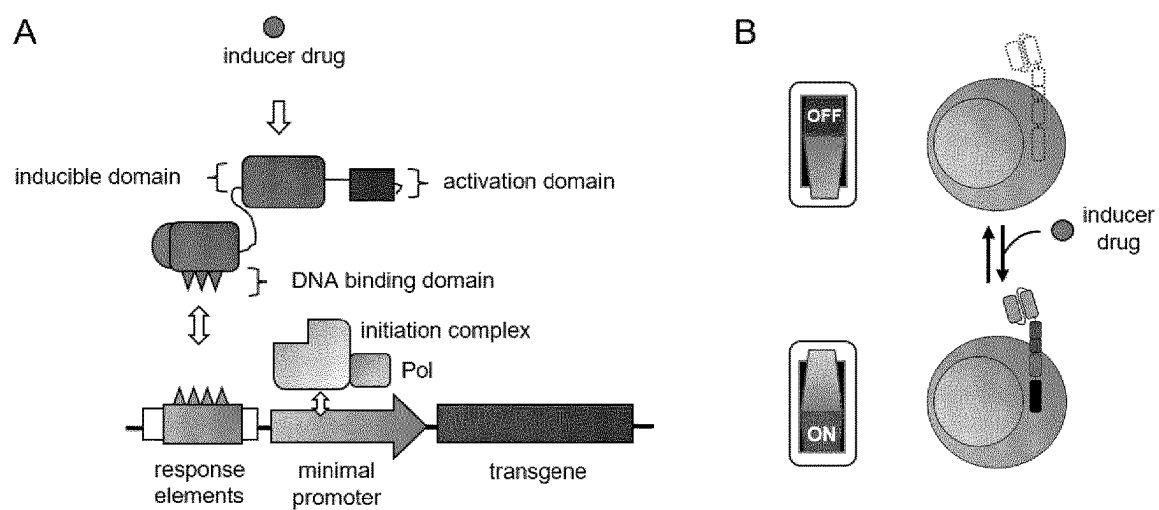 A
inducer drug
inducible domain
activation domain
DNA binding domain
initiation complex
Pol
response
elements
minimal
promoter
transgene
B
OFF
inducer
drug
ON